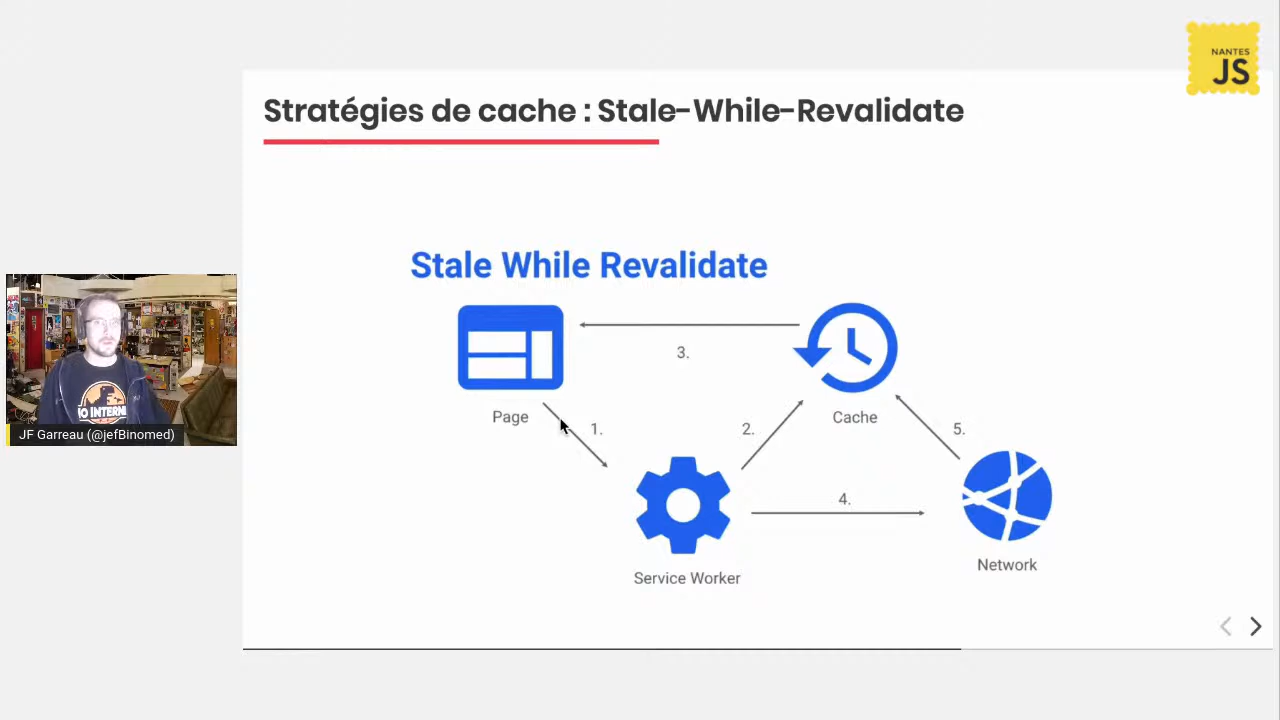 NANTES
JS
Stratégies de cache : Stale-While-Revalidate
Stale While Revalidate
3.
Page
1.
2.
Cache
5.
4.
Service Worker
Network
JF Garreau (@jefBinomed)